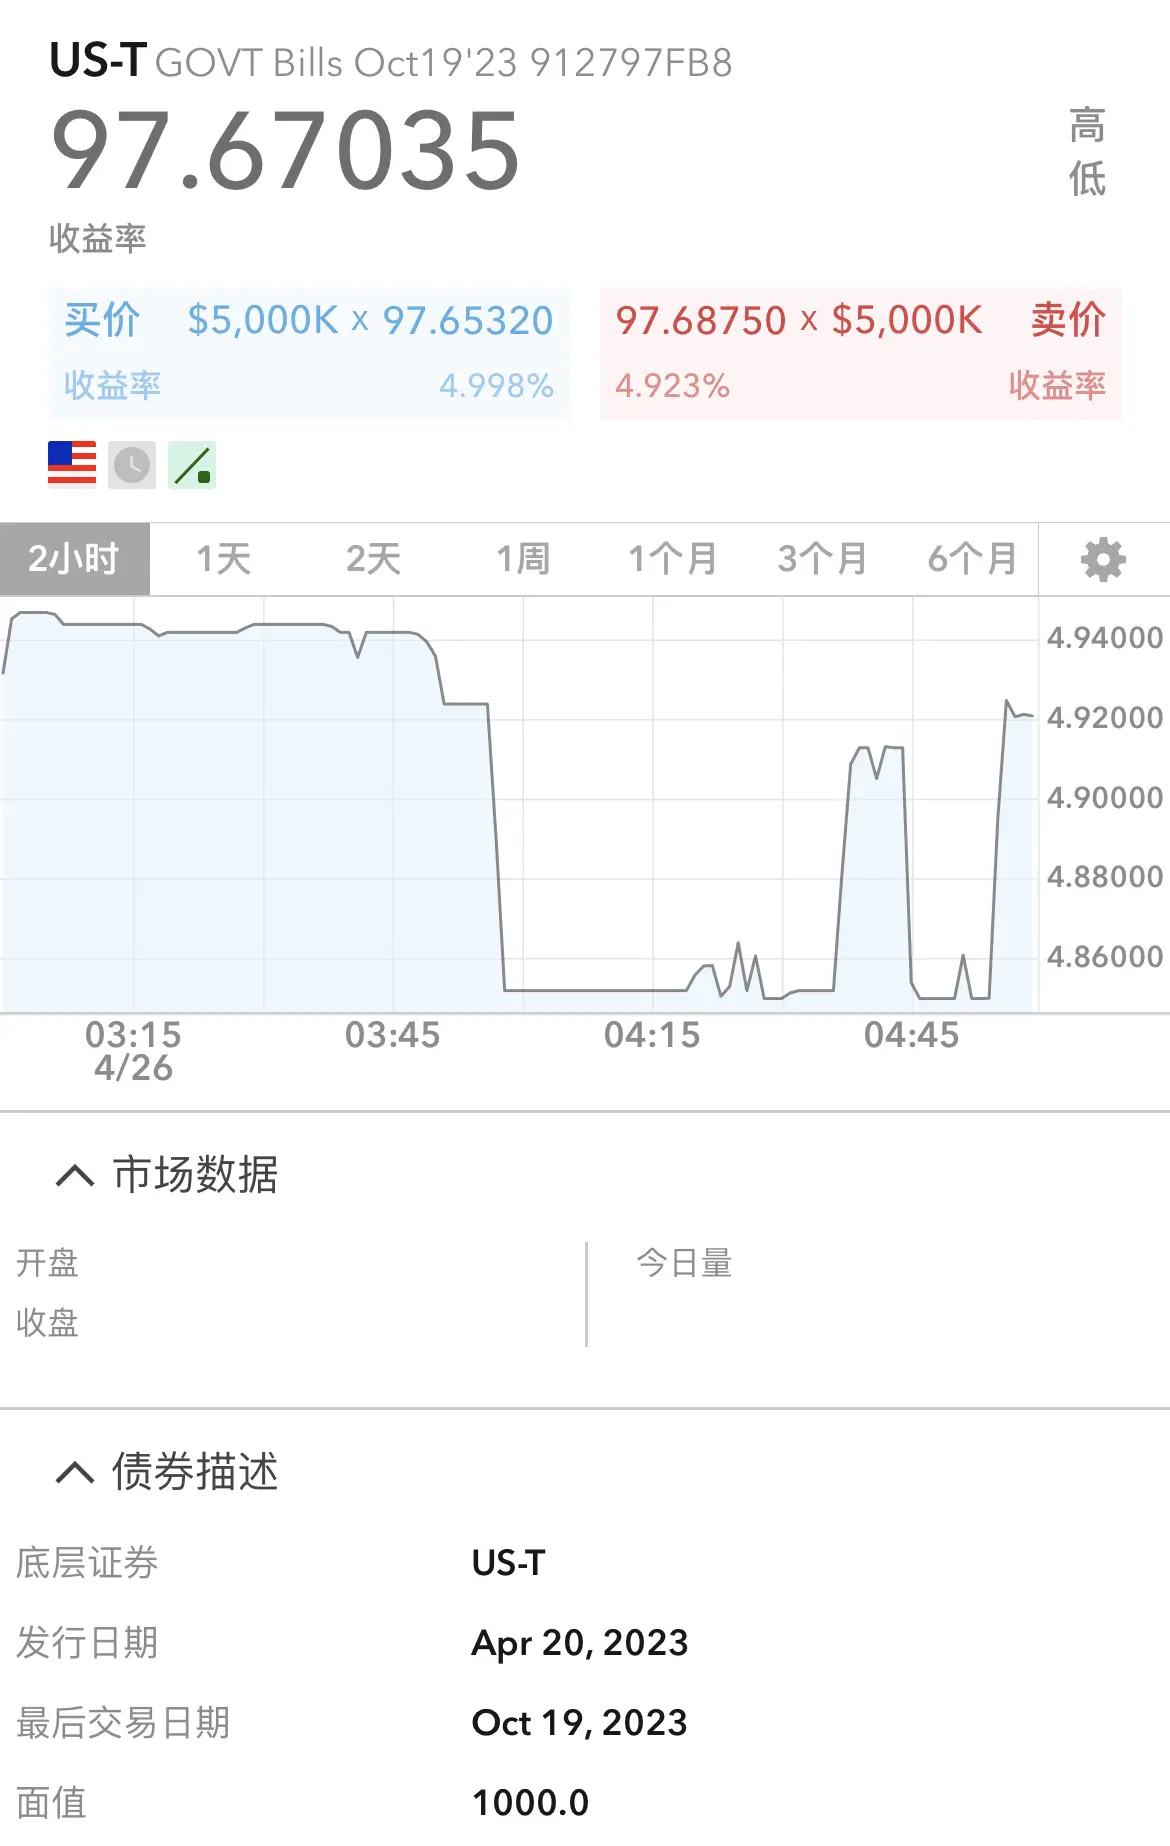 US-T GOVT Bills Oct19'23 912797FB8
97.67035
高
低
收益率
买价 $5,000K x 97.65320
收益率 4.998%
97.68750 x $5,000K 卖价
4.923% 收益率
2小时 1天 2天 1周 1个月 3个月 6个月
4.94000
4.92000
4.90000
4.88000
4.86000
03:15 03:45 04:15 04:45
4/26
市场数据
开盘 今日量
收盘
债券描述
底层证券 US-T
发行日期 Apr 20, 2023
最后交易日期 Oct 19, 2023
面值 1000.0